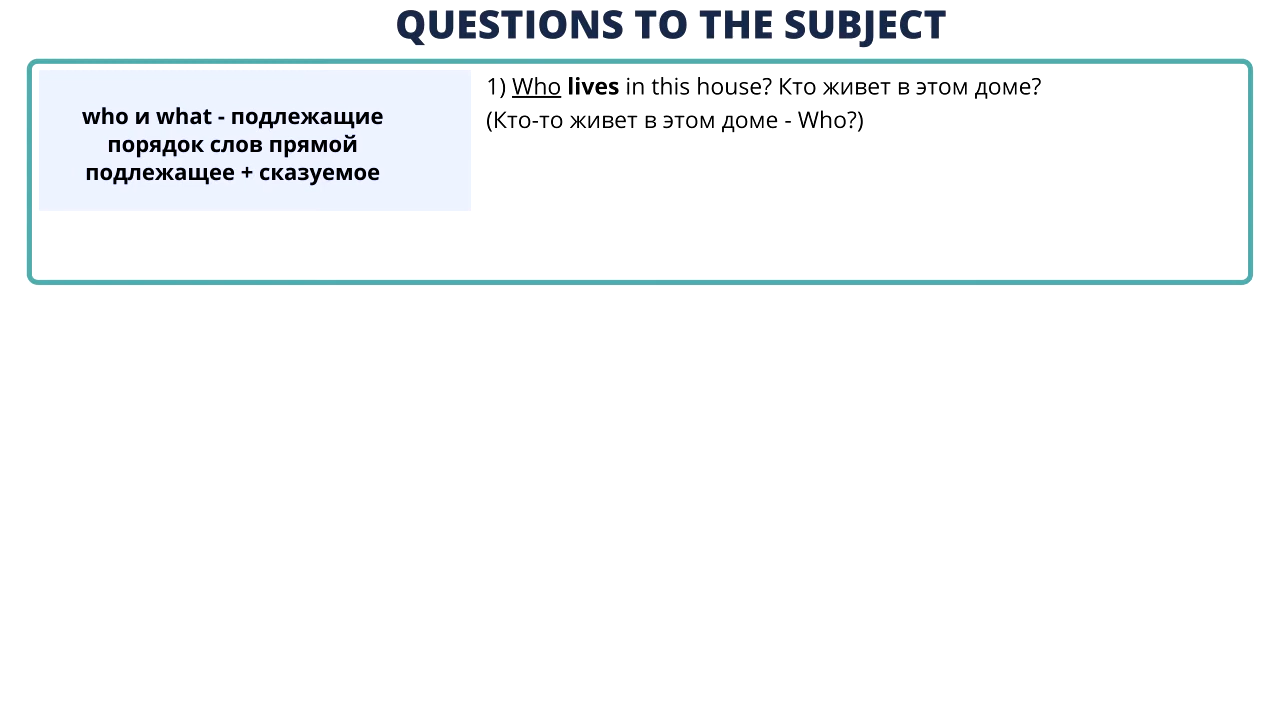 QUESTIONS TO THE SUBJECT
who и what - подлежащие
порядок слов прямой
подлежащее + сказуемое
1) Who lives in this house? Кто живет в этом доме?
(Кто-то живет в этом доме - Who?)